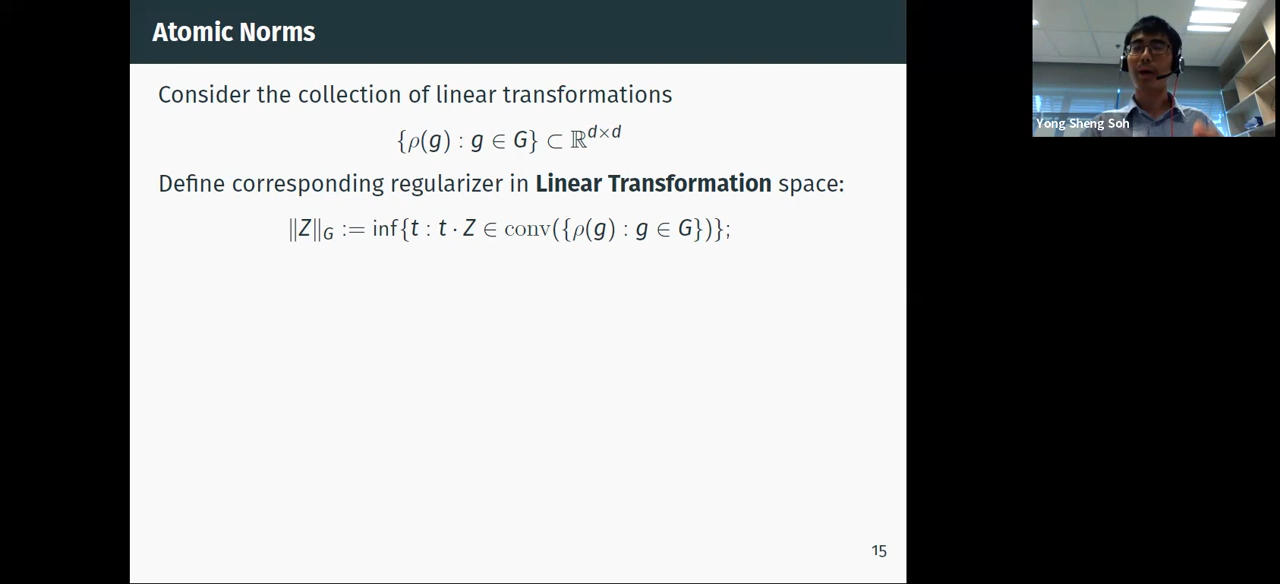 Atomic Norms
Consider the collection of linear transformations
{ρ(g) : g ∈ G} ⊂ ℝ^{d×d}
Define corresponding regularizer in Linear Transformation space:
‖Z‖_G := inf{t : t · Z ∈ conv({ρ(g) : g ∈ G})};
15
Yong Sheng Soh